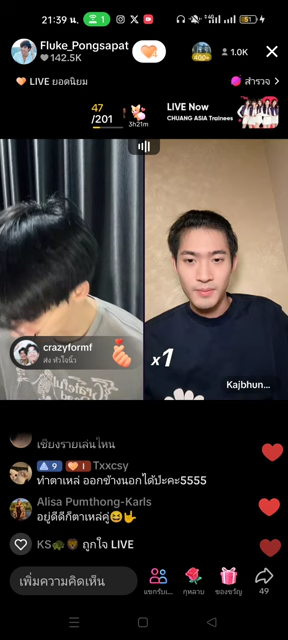 21:39 น.
1
51
Fluke_Pongsapat
142.5K
400+
1.0K
LIVE ยอดนิยม
สำรวจ
47
/201
3h21m
LIVE Now
CHUANG ASIA Trainees
crazyformf
ส่ง หัวใจนิ้ว
x1
Kajbhun...
เชียงรายเล่นไหน
9
1
Txxcsy
ทำตาเหล่ ออกข้างนอกได้ปะคะ5555
Alisa Pumthong-Karls
อยู่ดีดีก็ตาเหล่คู่😆🤟
KS🐢🦁 ถูกใจ LIVE
เพิ่มความคิดเห็น
แขกรับเ...
กุหลาบ
ของขวัญ
49